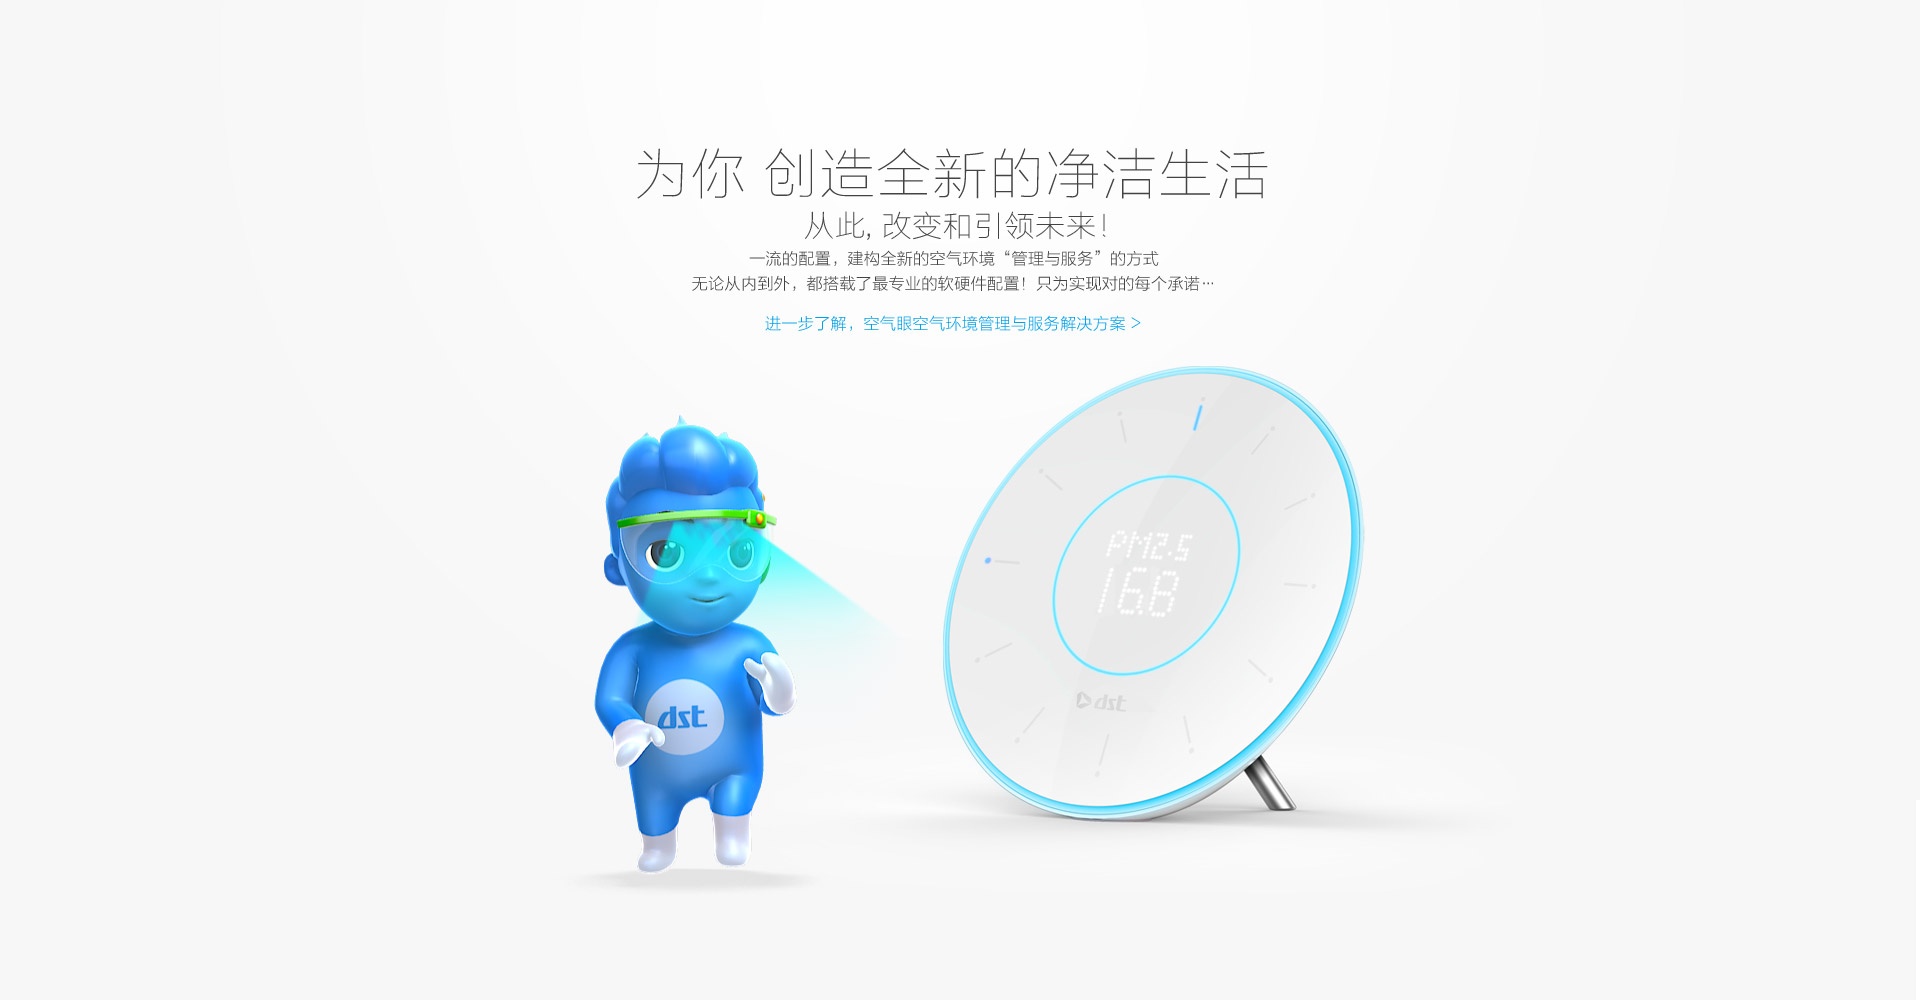 为你 创造全新的净洁生活
从此, 改变和引领未来!
一流的配置，建构全新的空气环境“管理与服务”的方式
无论从内到外，都搭载了最专业的软硬件配置！只为实现对的每个承诺…
进一步了解，空气眼空气环境管理与服务解决方案 >
PM2.5
168
dst
dst